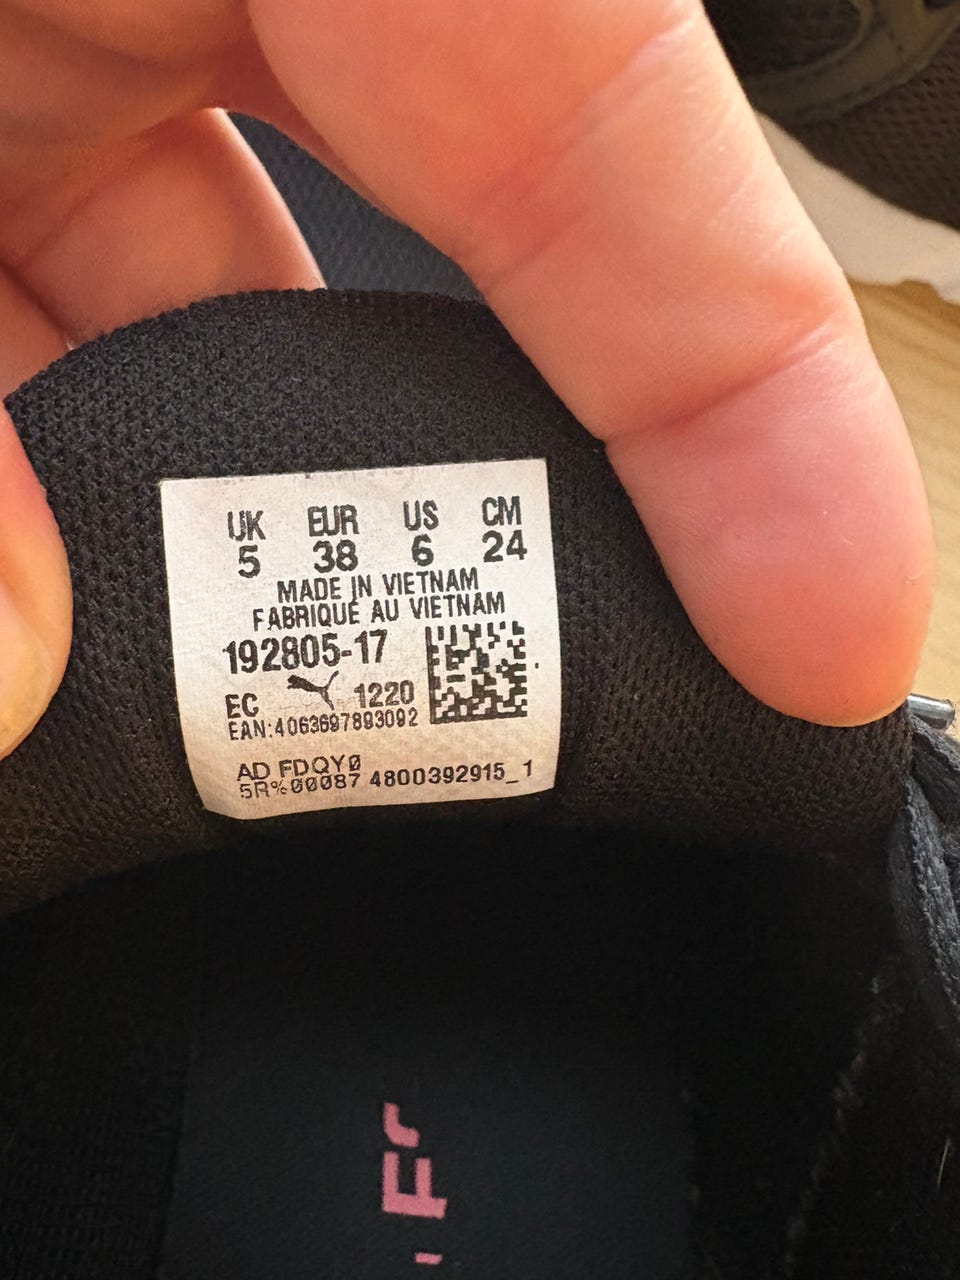 UK EUR US CM
5 38 6 24
MADE IN VIETNAM
FABRIQUÉ AU VIETNAM
192805-17
EC 1220
EAN:4063697893092
AD FDQY0
5R%00087 4800392915_1